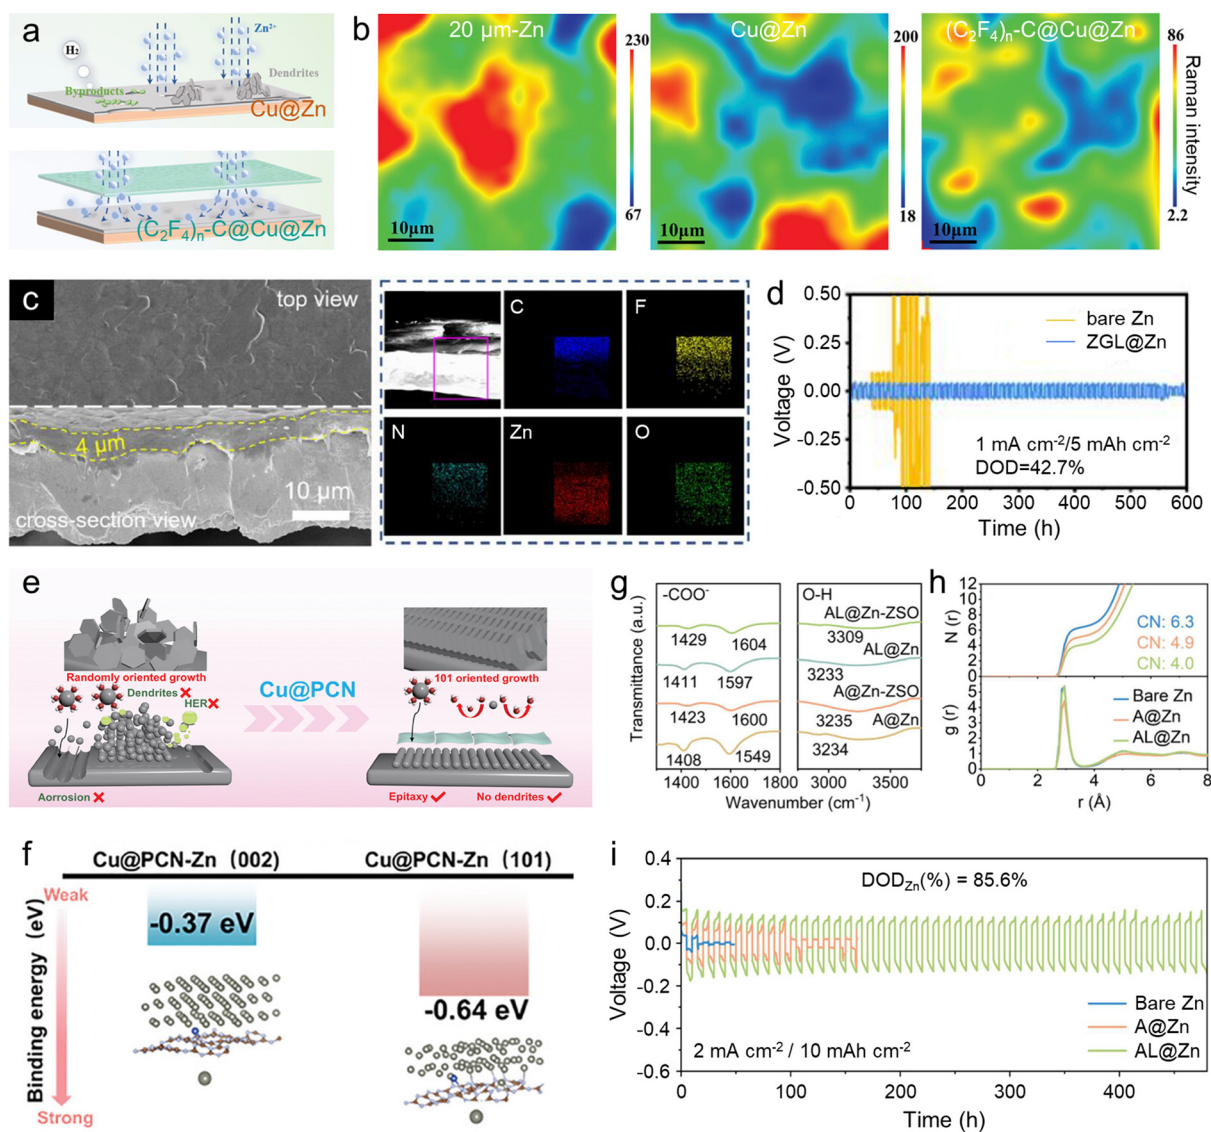 a
H₂
Zn²⁺
Dendrites
Byproducts
Cu@Zn
(C₂F₄)ₙ-C@Cu@Zn
b
20 μm-Zn
230
67
10μm
Cu@Zn
200
18
10μm
(C₂F₄)ₙ-C@Cu@Zn
86
2.2
Raman intensity
10μm
c
top view
4 μm
10 μm
cross-section view
C
F
N
Zn
O
d
0.50
0.25
0.00
-0.25
-0.50
Voltage (V)
bare Zn
ZGL@Zn
1 mA cm⁻²/5 mAh cm⁻²
DOD=42.7%
0 100 200 300 400 500 600
Time (h)
e
Randomly oriented growth
Dendrites
HER
Aorrosion
Cu@PCN
101 oriented growth
Epitaxy
No dendrites
g
Transmittance (a.u.)
-COO⁻
1429 1604
1411 1597
1423 1600
1408 1549
1400 1600 1800
O-H
AL@Zn-ZSO
3309
AL@Zn
3233
A@Zn-ZSO
3235
A@Zn
3234
3000 3500
Wavenumber (cm⁻¹)
h
12
10
8
6
4
2
0
N (r)
CN: 6.3
CN: 4.9
CN: 4.0
5
4
3
2
1
0
g (r)
Bare Zn
A@Zn
AL@Zn
0 2 4 6 8
r (Å)
f
Cu@PCN-Zn (002)
Cu@PCN-Zn (101)
Weak
Binding energy (eV)
Strong
-0.37 eV
-0.64 eV
i
0.4
0.2
0.0
-0.2
-0.4
-0.6
Voltage (V)
DOD_Zn(%) = 85.6%
Bare Zn
A@Zn
AL@Zn
2 mA cm⁻² / 10 mAh cm⁻²
0 100 200 300 400
Time (h)